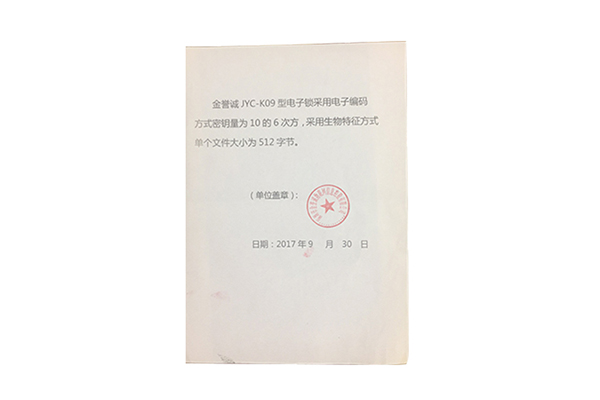 金誉诚 JYC-K09 型电子锁采用电子编码
方式密钥量为 10 的 6 次方，采用生物特征方式
单个文件大小为 512 字节。
（单位盖章）：
日期：2017 年 9 月 30 日